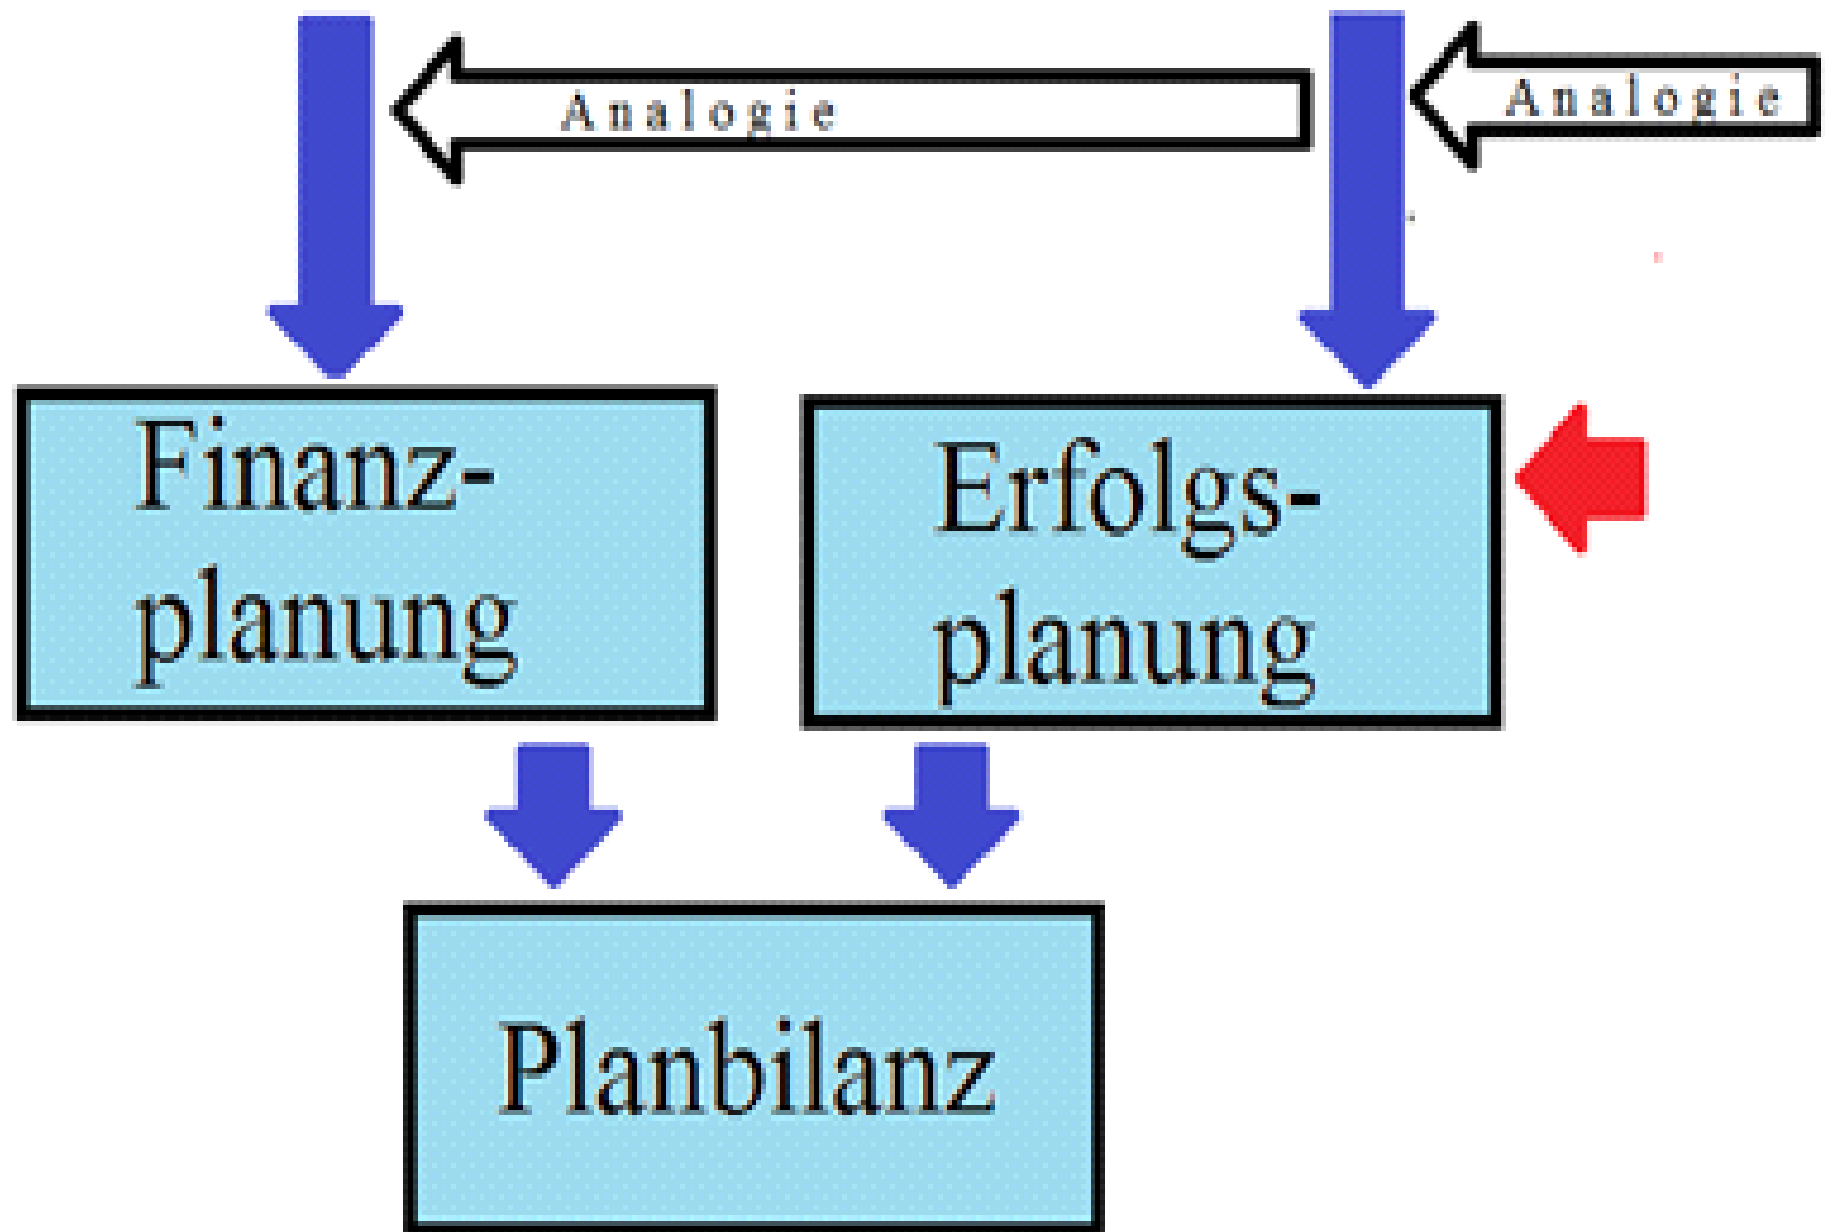 Analogie
Analogie
Finanz-
planung
Erfolgs-
planung
Planbilanz